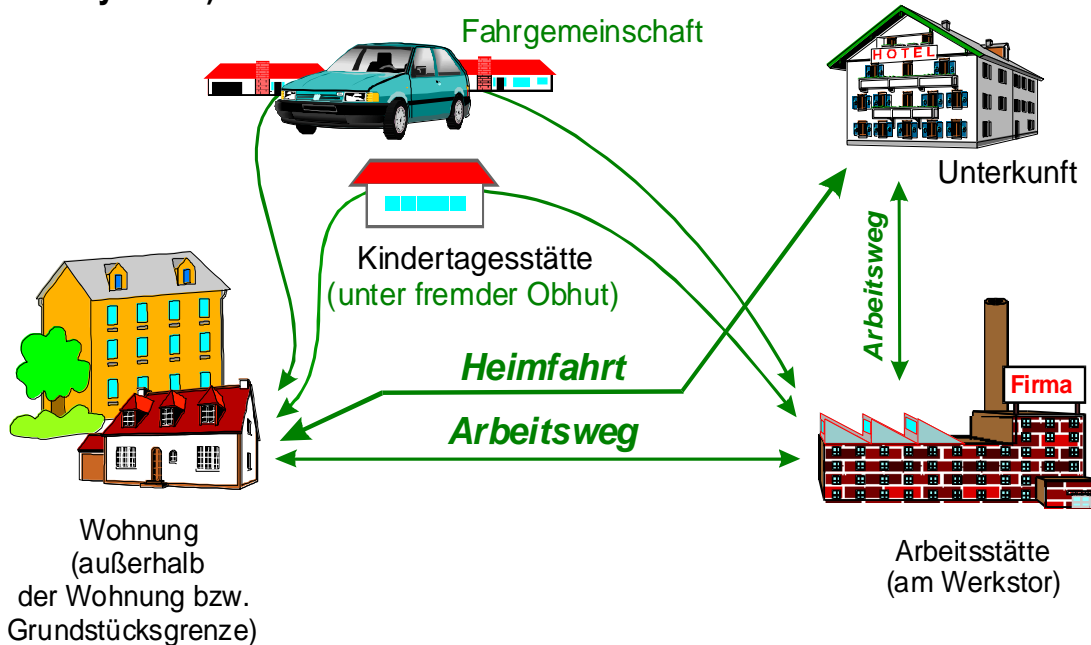 Fahrgemeinschaft
HOTEL
Unterkunft
Kindertagesstätte
(unter fremder Obhut)
Arbeitsweg
Heimfahrt
Firma
Arbeitsweg
Wohnung
(außerhalb
der Wohnung bzw.
Grundstücksgrenze)
Arbeitsstätte
(am Werkstor)